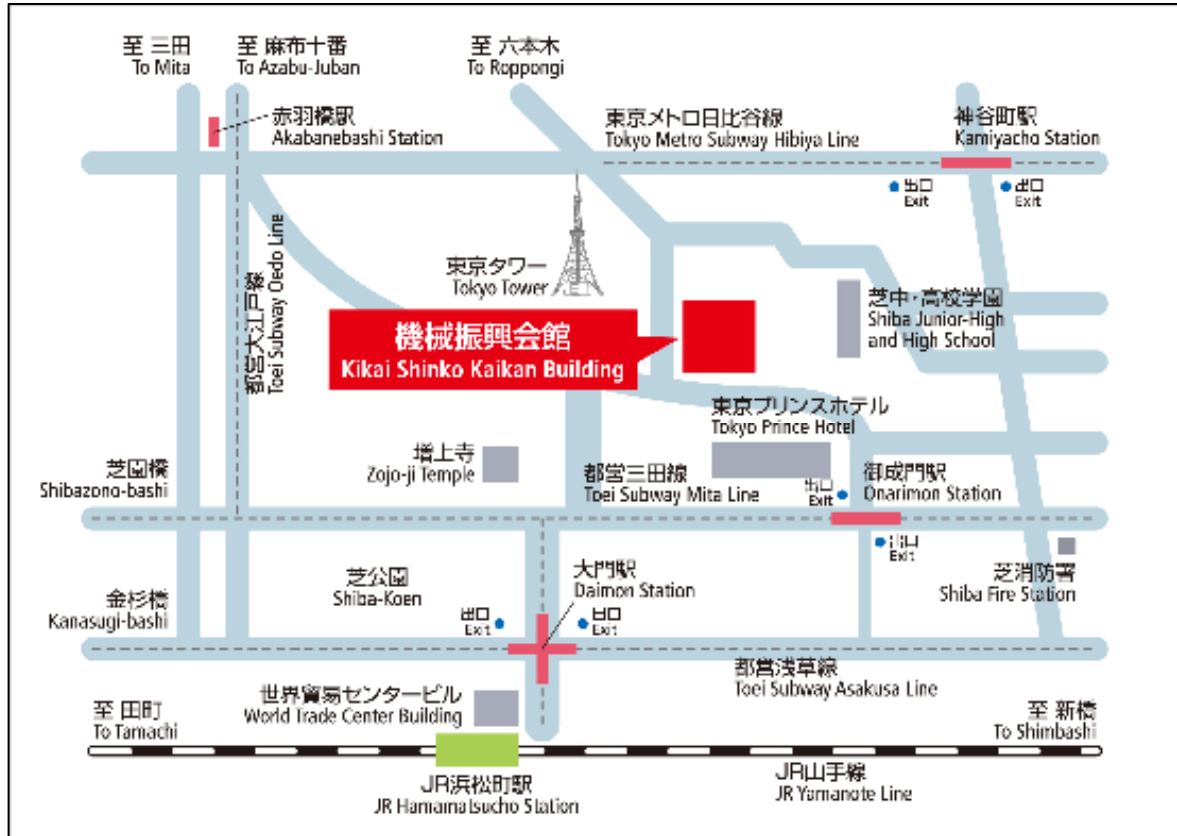 至 三田
To Mita
至 麻布十番
To Azabu-Juban
至 六本木
To Roppongi
赤羽橋駅
Akabanebashi Station
東京メトロ日比谷線
Tokyo Metro Subway Hibiya Line
神谷町駅
Kamiyacho Station
出口
Exit
出口
Exit
都営大江戸線
Toei Subway Oedo Line
東京タワー
Tokyo Tower
芝中・高校学園
Shiba Junior-High
and High School
機械振興会館
Kikai Shinko Kaikan Building
東京プリンスホテル
Tokyo Prince Hotel
増上寺
Zojo-ji Temple
芝園橋
Shibazono-bashi
都営三田線
Toei Subway Mita Line
出口
Exit
御成門駅
Onarimon Station
出口
Exit
芝消防署
Shiba Fire Station
芝公園
Shiba-Koen
大門駅
Daimon Station
金杉橋
Kanasugi-bashi
出口
Exit
出口
Exit
都営浅草線
Toei Subway Asakusa Line
世界貿易センタービル
World Trade Center Building
至 田町
To Tamachi
至 新橋
To Shimbashi
JR浜松町駅
JR Hamamatsucho Station
JR山手線
JR Yamanote Line